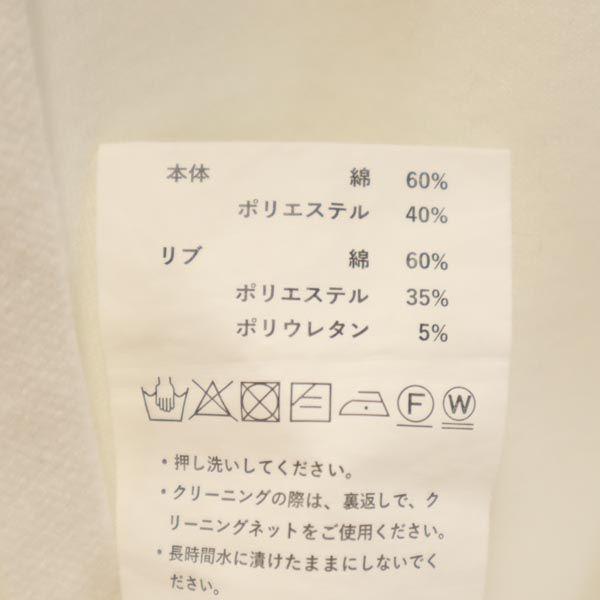 本体 綿 60%
ポリエステル 40%
リブ 綿 60%
ポリエステル 35%
ポリウレタン 5%
F W
・押し洗いしてください。
・クリーニングの際は、裏返しで、ク
リーニングネットをご使用ください。
・長時間水に漬けたままにしないでく
ださい。